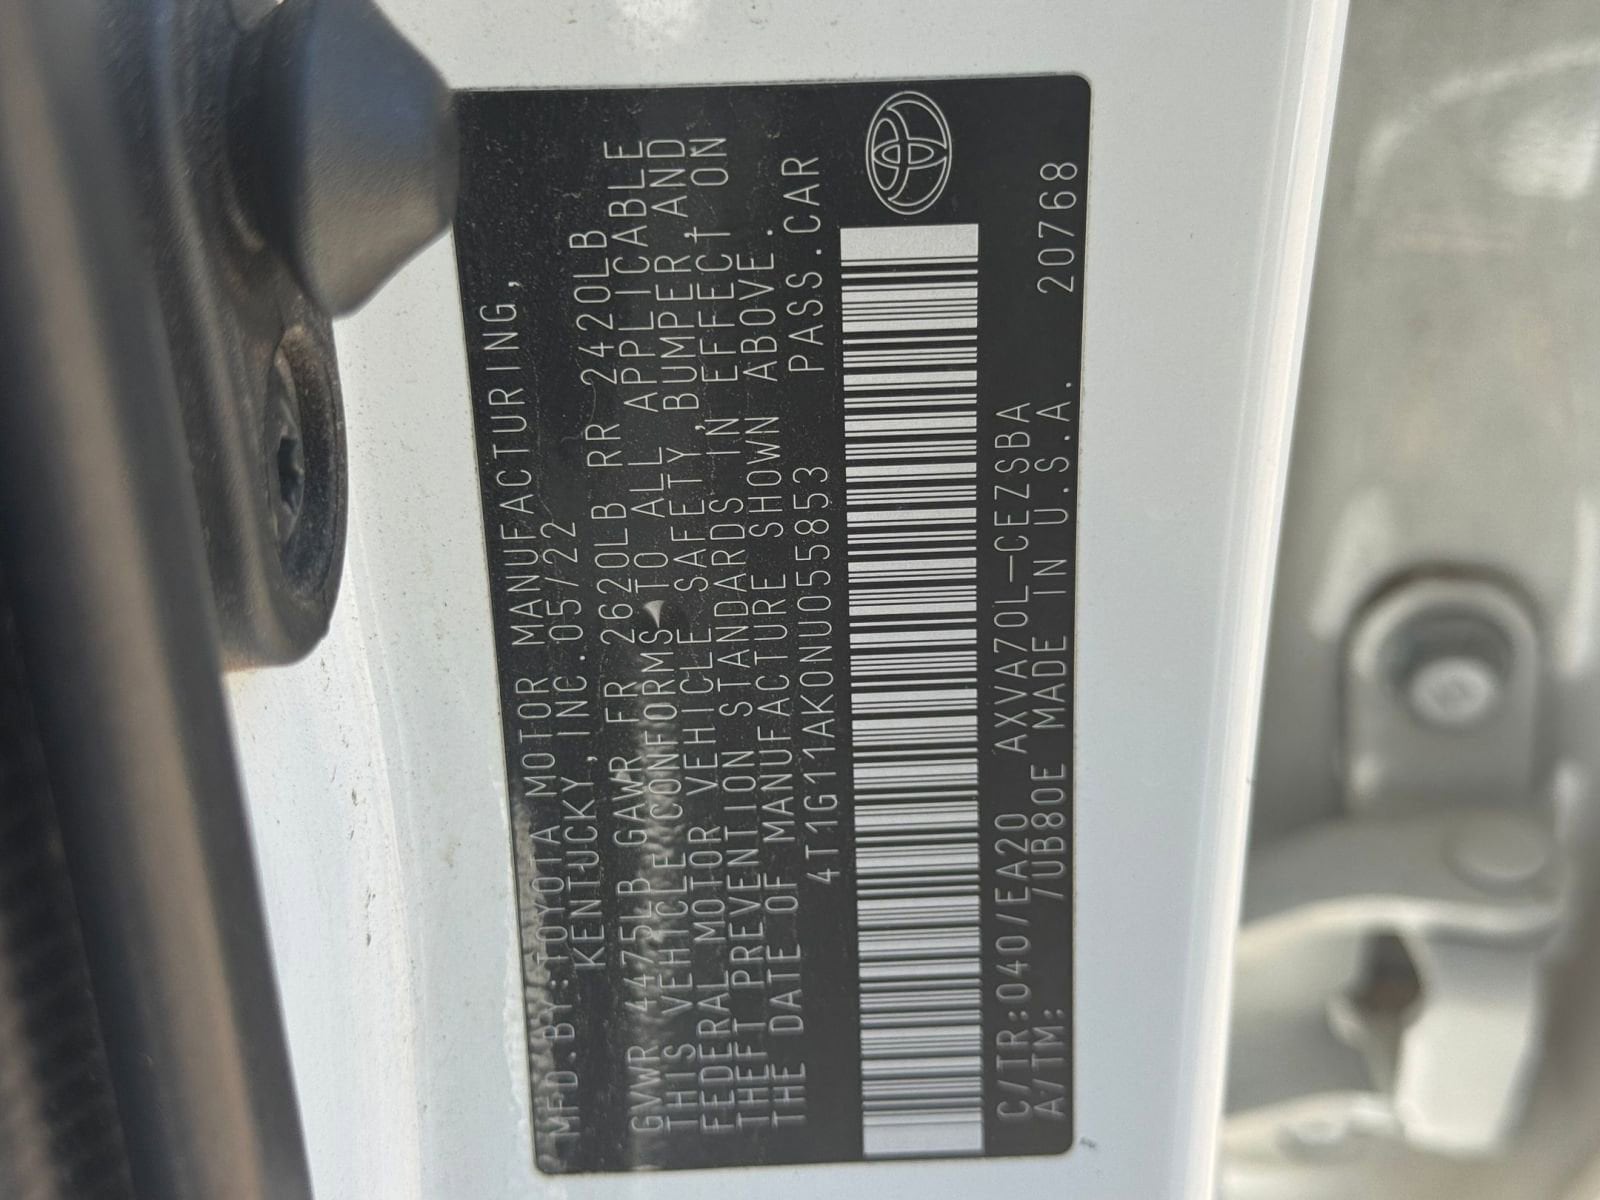 MFD.BY:TOYOTA MOTOR MANUFACTURING,
KENTUCKY, INC.05/22
GVWR 4475LB GAWR FR 2620LB RR 2420LB
THIS VEHICLE CONFORMS TO ALL APPLICABLE
FEDERAL MOTOR VEHICLE SAFETY, BUMPER, AND
THEFT PREVENTION STANDARDS IN EFFECT ON
THE DATE OF MANUFACTURE SHOWN ABOVE.
4T1G11AK0NU055853 PASS.CAR
C/TR:040/EA20 AXVA70L-CEZSBA
A/TM: /UB80E MADE IN U.S.A. 20768